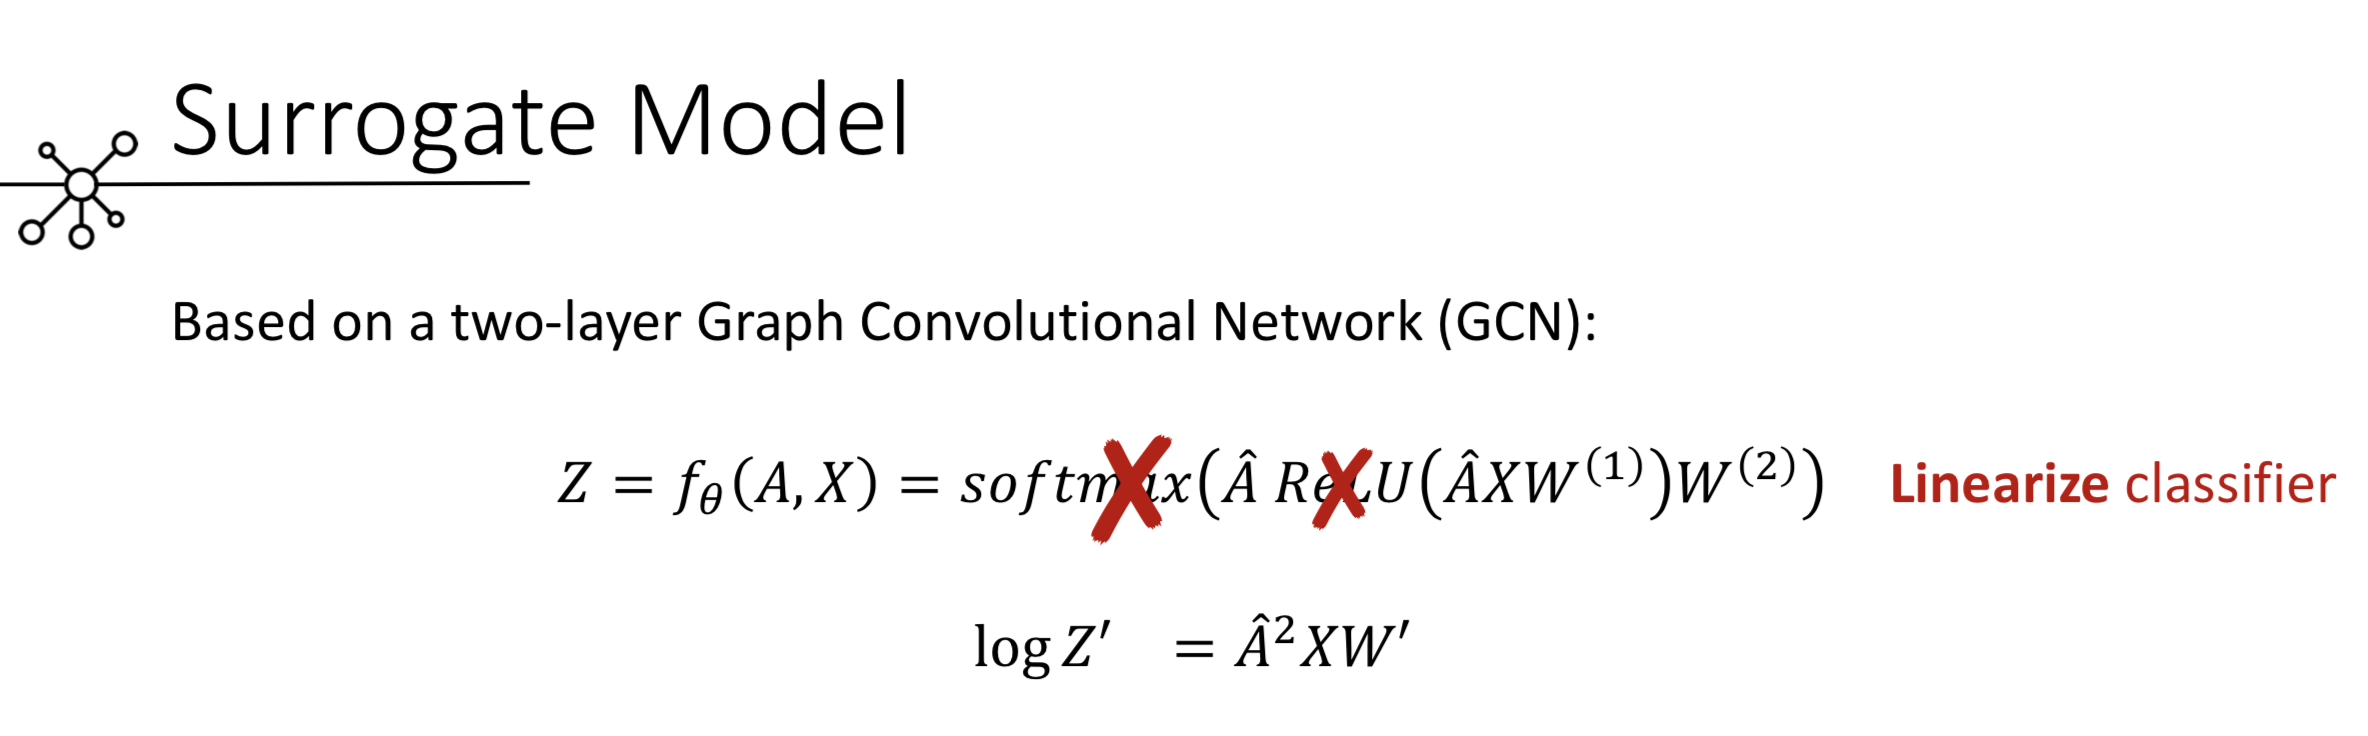 Surrogate Model
Based on a two-layer Graph Convolutional Network (GCN):
Z = f_θ(A, X) = softmax(Â ReLU(ÂXW⁽¹⁾)W⁽²⁾) Linearize classifier
log Z′ = Â²XW′